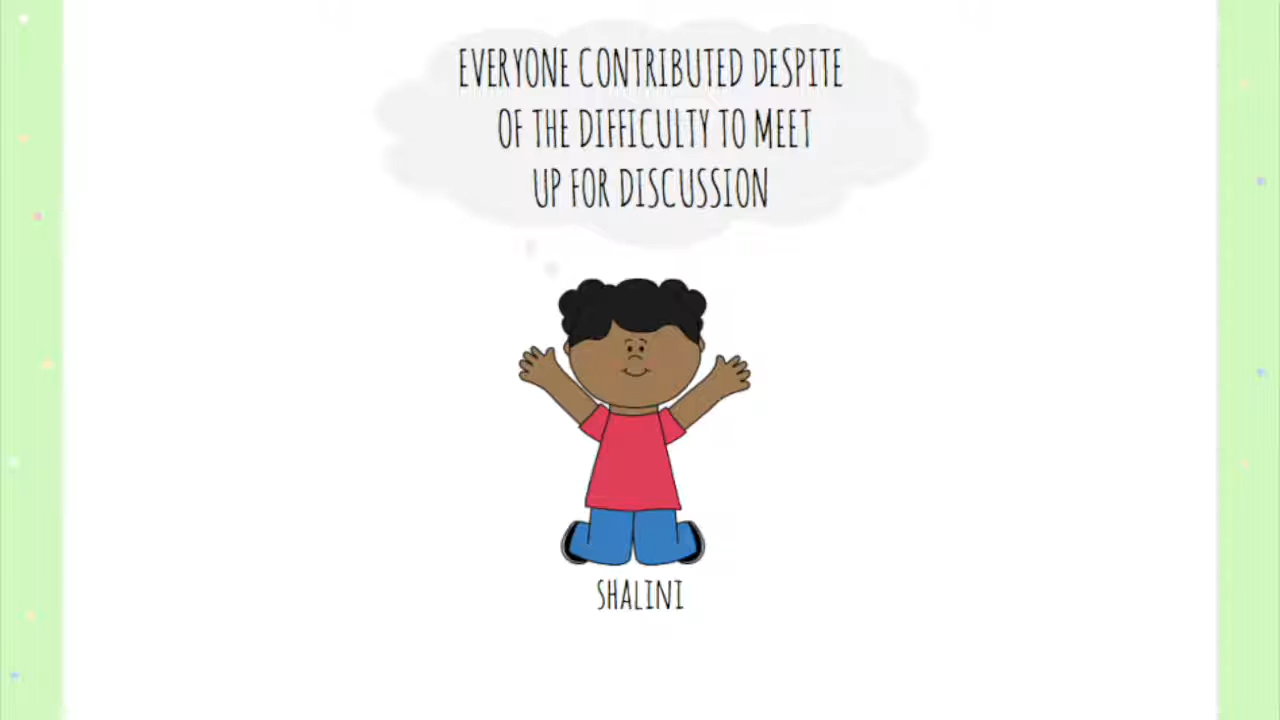 EVERYONE CONTRIBUTED DESPITE
OF THE DIFFICULTY TO MEET
UP FOR DISCUSSION
SHALINI